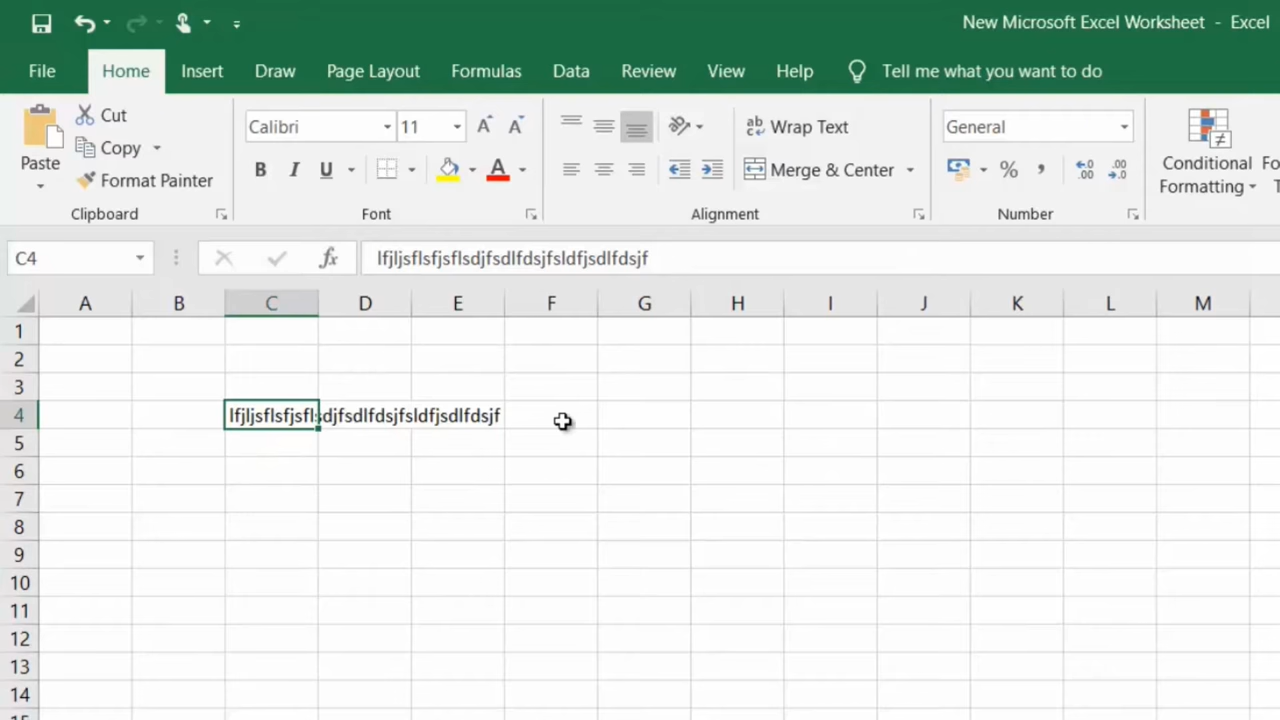 New Microsoft Excel Worksheet - Excel
File Home Insert Draw Page Layout Formulas Data Review View Help Tell me what you want to do
Paste
Cut
Copy
Format Painter
Clipboard
Calibri 11
B I U
Font
ab Wrap Text
Merge & Center
Alignment
General
% ,
Number
Conditional
Formatting
C4 fx lfjljsflsfjsflsdjfsdlfdsjfsldfjsdlfdsjf
A B C D E F G H I J K L M
1
2
3
4 lfjljsflsfjsflsdjfsdlfdsjfsldfjsdlfdsjf
5
6
7
8
9
10
11
12
13
14